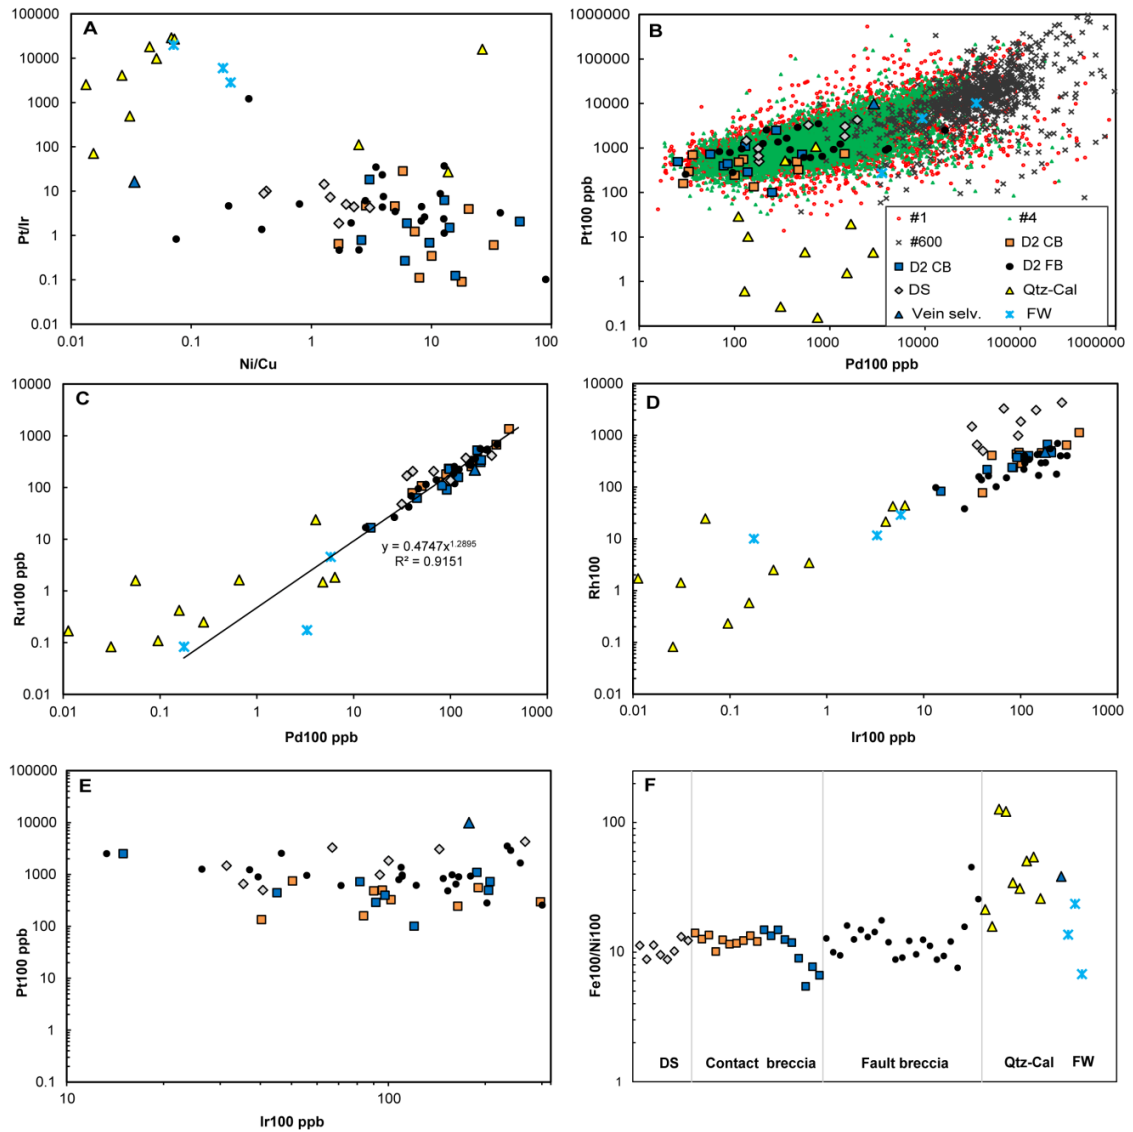 A
100000
10000
1000
100
10
1
0.1
0.01
0.01
0.1
1
10
100
Pt/Ir
Ni/Cu
B
1000000
100000
10000
1000
100
10
1
0.1
10
100
1000
10000
100000
1000000
10000000
Pt100 ppb
Pd100 ppb
#1
#4
#600
D2 CB
D2 CB
D2 FB
DS
Qtz-Cal
Vein selv.
FW
C
10000
1000
100
10
1
0.1
0.01
0.01
0.1
1
10
100
1000
Ru100 ppb
Pd100 ppb
y = 0.4747x^1.2895
R² = 0.9151
D
10000
1000
100
10
1
0.1
0.01
0.01
0.1
1
10
100
1000
Rh100
Ir100 ppb
E
100000
10000
1000
100
10
1
0.1
10
100
Pt100 ppb
Ir100 ppb
F
100
10
1
Fe100/Ni100
DS
Contact breccia
Fault breccia
Qtz-Cal
FW